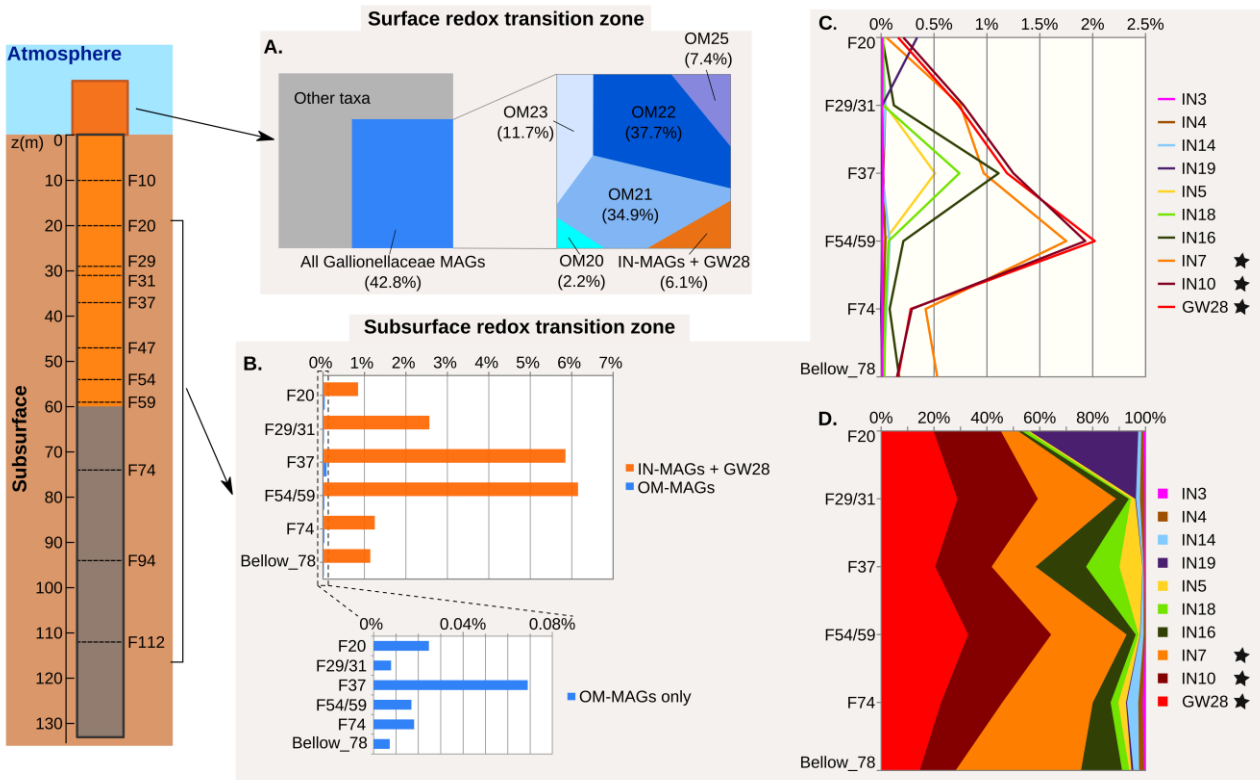 Atmosphere
z(m)
0
10
20
30
40
50
60
70
80
90
100
110
120
130
Subsurface
F10
F20
F29
F31
F37
F47
F54
F59
F74
F94
F112
Surface redox transition zone
A.
Other taxa
All Gallionellaceae MAGs
(42.8%)
OM23
(11.7%)
OM22
(37.7%)
OM25
(7.4%)
OM21
(34.9%)
OM20
(2.2%)
IN-MAGs + GW28
(6.1%)
Subsurface redox transition zone
B.
0% 1% 2% 3% 4% 5% 6% 7%
F20
F29/31
F37
F54/59
F74
Bellow_78
IN-MAGs + GW28
OM-MAGs
0% 0.04% 0.08%
F20
F29/31
F37
F54/59
F74
Bellow_78
OM-MAGs only
C.
0% 0.5% 1% 1.5% 2% 2.5%
F20
F29/31
F37
F54/59
F74
Bellow_78
IN3
IN4
IN14
IN19
IN5
IN18
IN16
IN7
IN10
GW28
D.
0% 20% 40% 60% 80% 100%
F20
F29/31
F37
F54/59
F74
Bellow_78
IN3
IN4
IN14
IN19
IN5
IN18
IN16
IN7
IN10
GW28